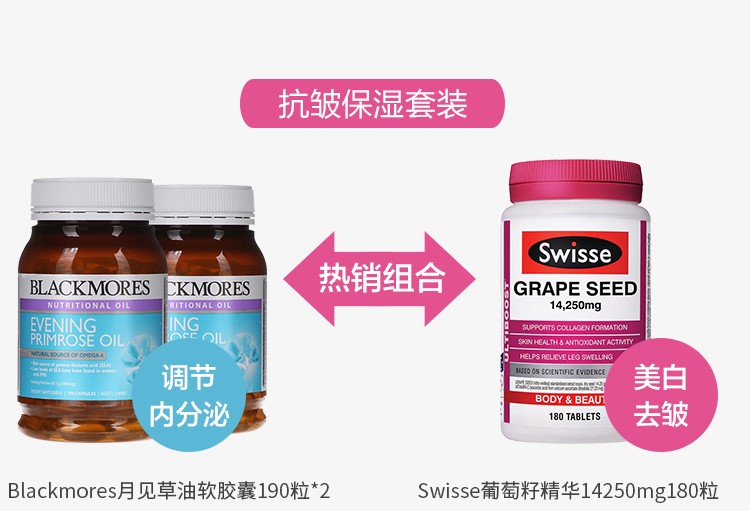 抗皱保湿套装
BLACKMORES
NUTRITIONAL OIL
EVENING
PRIMROSE OIL
NATURAL SOURCE OF OMEGA-6
CKMORES
RITIONAL OIL
ING
ROSE OIL
调节
内分泌
热销组合
Swisse
GRAPE SEED
14,250mg
SUPPORTS COLLAGEN FORMATION
SKIN HEALTH & ANTIOXIDANT ACTIVITY
HELPS RELIEVE LEG SWELLING
BASED ON SCIENTIFIC EVIDENCE
BODY & BEAUT
180 TABLETS
美白
去皱
Blackmores月见草油软胶囊190粒*2
Swisse葡萄籽精华14250mg180粒